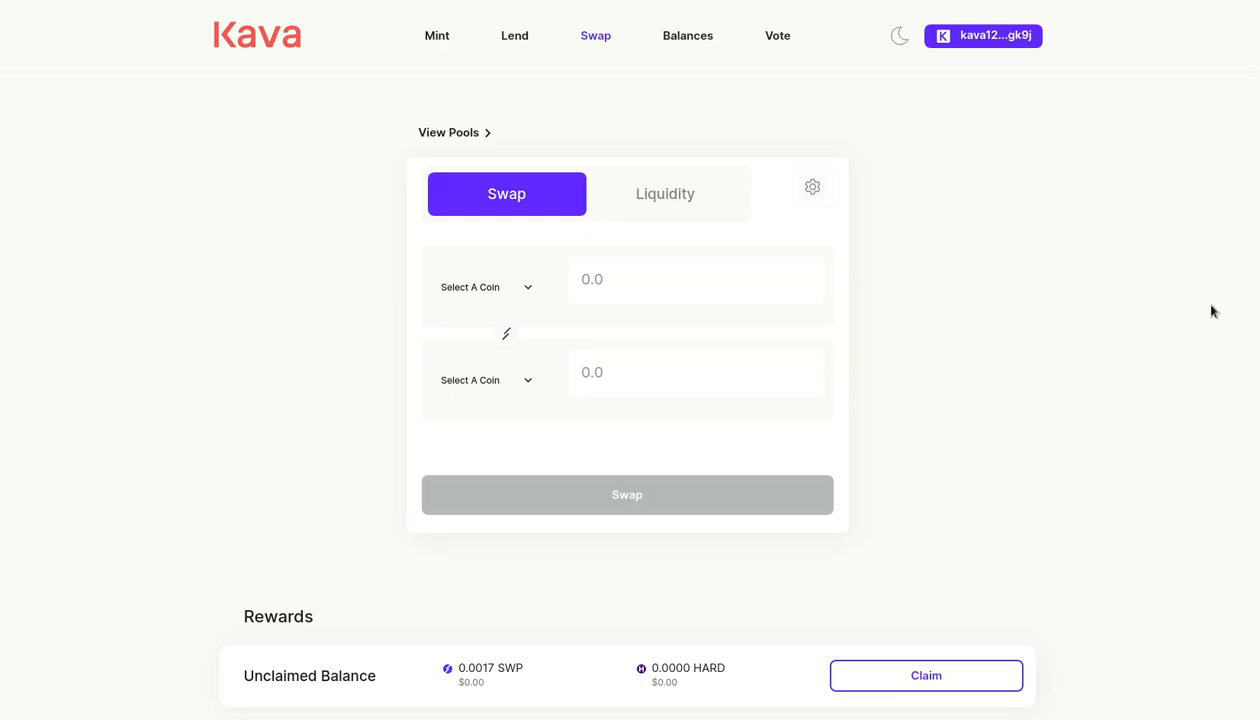 Kava
Mint Lend Swap Balances Vote kava12...gk9j
View Pools
Swap Liquidity
Select A Coin 0.0
Select A Coin 0.0
Swap
Rewards
Unclaimed Balance 0.0017 SWP 0.0000 HARD Claim
$0.00 $0.00